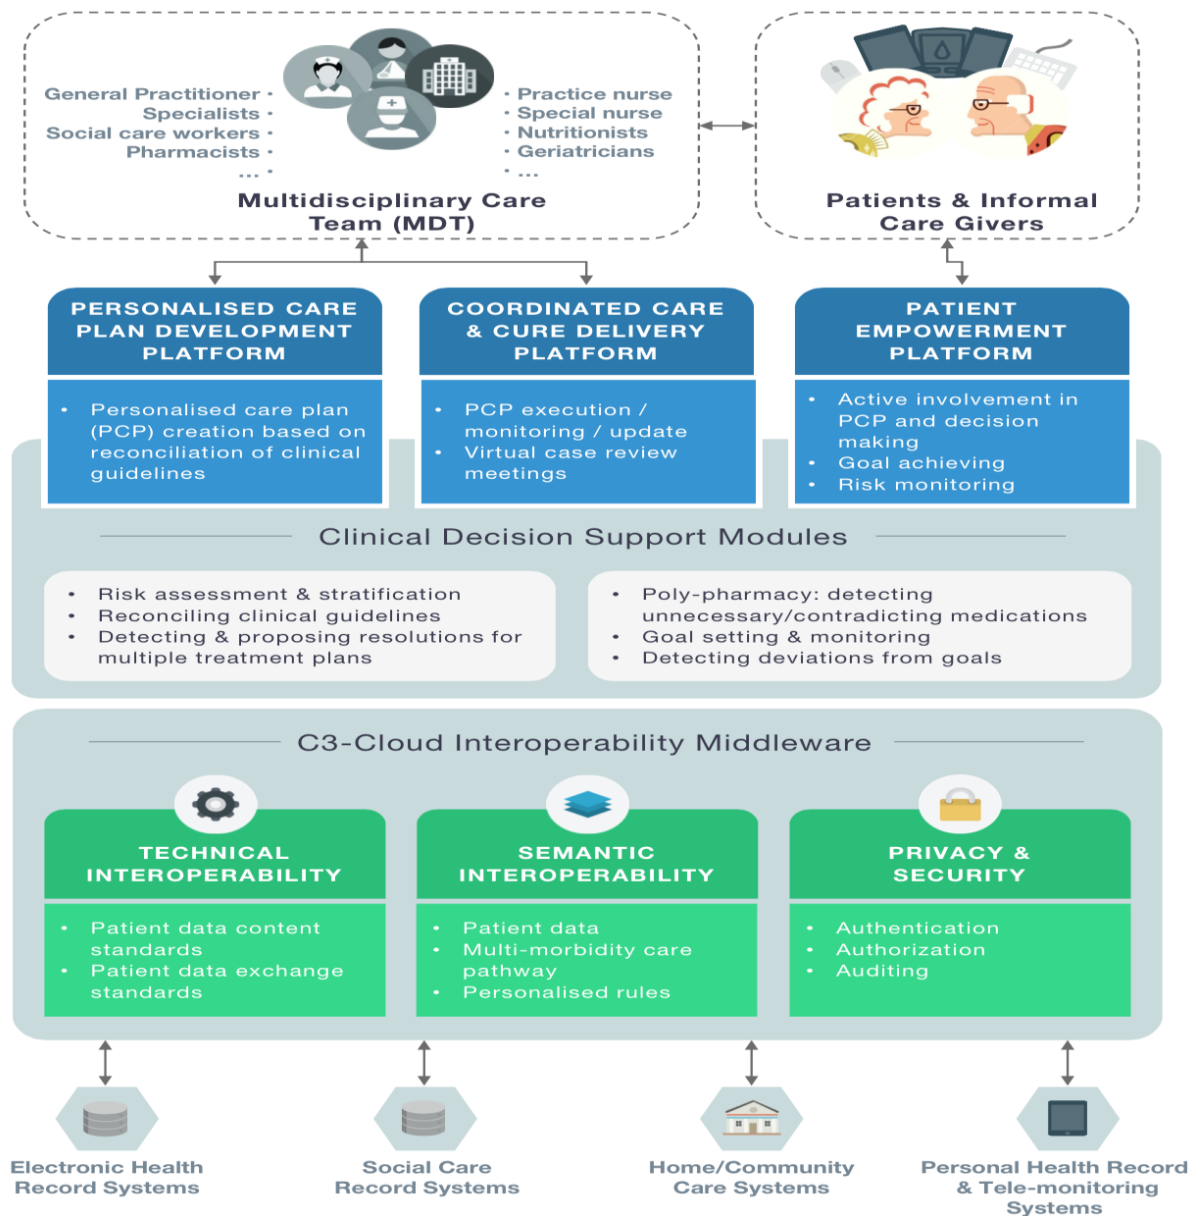 General Practitioner •
Specialists •
Social care workers •
Pharmacists •
... •
• Practice nurse
• Special nurse
• Nutritionists
• Geriatricians
• ...
Multidisciplinary Care
Team (MDT)
Patients & Informal
Care Givers
PERSONALISED CARE
PLAN DEVELOPMENT
PLATFORM
• Personalised care plan
(PCP) creation based on
reconciliation of clinical
guidelines
COORDINATED CARE
& CURE DELIVERY
PLATFORM
• PCP execution /
monitoring / update
• Virtual case review
meetings
PATIENT
EMPOWERMENT
PLATFORM
• Active involvement in
PCP and decision
making
• Goal achieving
• Risk monitoring
Clinical Decision Support Modules
• Risk assessment & stratification
• Reconciling clinical guidelines
• Detecting & proposing resolutions for
multiple treatment plans
• Poly-pharmacy: detecting
unnecessary/contradicting medications
• Goal setting & monitoring
• Detecting deviations from goals
C3-Cloud Interoperability Middleware
TECHNICAL
INTEROPERABILITY
• Patient data content
standards
• Patient data exchange
standards
SEMANTIC
INTEROPERABILITY
• Patient data
• Multi-morbidity care
pathway
• Personalised rules
PRIVACY &
SECURITY
• Authentication
• Authorization
• Auditing
Electronic Health
Record Systems
Social Care
Record Systems
Home/Community
Care Systems
Personal Health Record
& Tele-monitoring
Systems